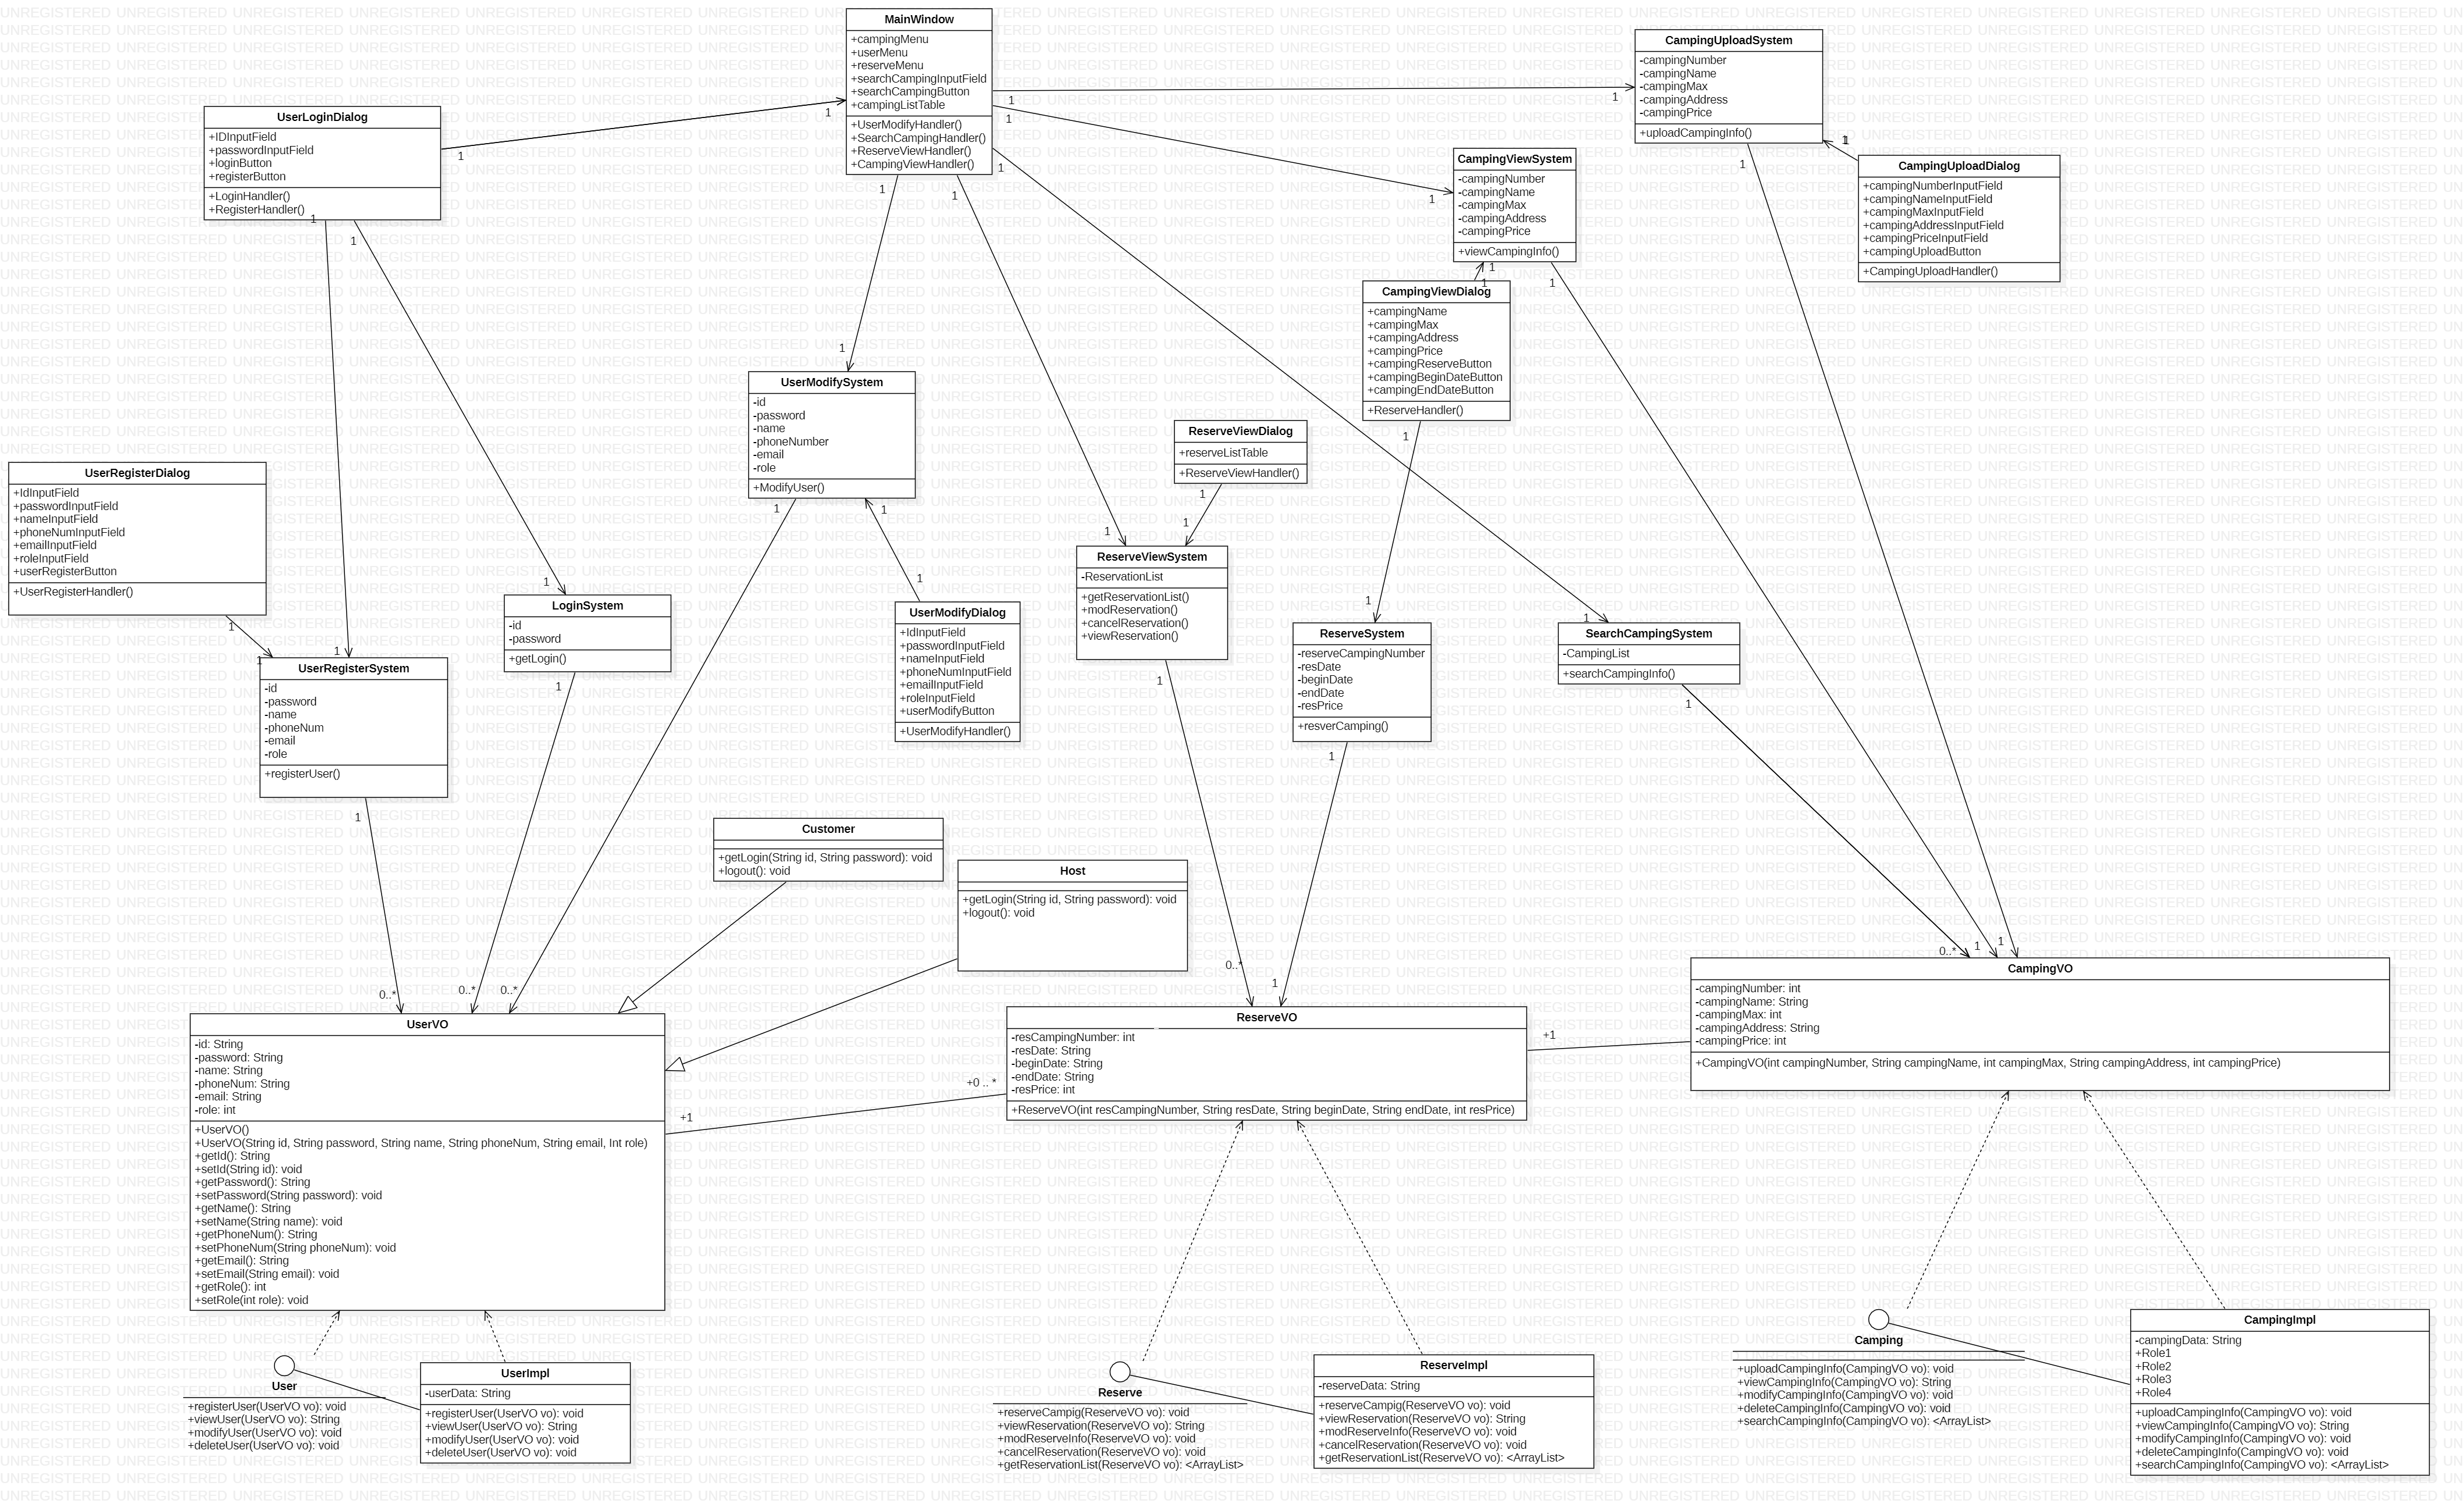 MainWindow
+campingMenu
+userMenu
+reserveMenu
+searchCampingInputField
+searchCampingButton
+campingListTable
+UserModifyHandler()
+SearchCampingHandler()
+ReserveViewHandler()
+CampingViewHandler()
CampingUploadSystem
-campingNumber
-campingName
-campingMax
-campingAddress
-campingPrice
+uploadCampingInfo()
UserLoginDialog
+IDInputField
+passwordInputField
+loginButton
+registerButton
+LoginHandler()
+RegisterHandler()
CampingViewSystem
-campingNumber
-campingName
-campingMax
-campingAddress
-campingPrice
+viewCampingInfo()
CampingUploadDialog
+campingNumberInputField
+campingNameInputField
+campingMaxInputField
+campingAddressInputField
+campingPriceInputField
+campingUploadButton
+CampingUploadHandler()
CampingViewDialog
+campingName
+campingMax
+campingAddress
+campingPrice
+campingReserveButton
+campingBeginDateButton
+campingEndDateButton
+ReserveHandler()
UserModifySystem
-id
-password
-name
-phoneNumber
-email
-role
+ModifyUser()
ReserveViewDialog
+reserveListTable
+ReserveViewHandler()
UserRegisterDialog
+IdInputField
+passwordInputField
+nameInputField
+phoneNumInputField
+emailInputField
+roleInputField
+userRegisterButton
+UserRegisterHandler()
ReserveViewSystem
-ReservationList
+getReservationList()
+modReservation()
+cancelReservation()
+viewReservation()
LoginSystem
-id
-password
+getLogin()
UserModifyDialog
+IdInputField
+passwordInputField
+nameInputField
+phoneNumInputField
+emailInputField
+roleInputField
+userModifyButton
+UserModifyHandler()
ReserveSystem
-reserveCampingNumber
-resDate
-beginDate
-endDate
-resPrice
+resverCamping()
SearchCampingSystem
-CampingList
+searchCampingInfo()
UserRegisterSystem
-id
-password
-name
-phoneNum
-email
-role
+registerUser()
Customer
+getLogin(String id, String password): void
+logout(): void
Host
+getLogin(String id, String password): void
+logout(): void
0..*
0..*
0..*
0..*
0..*
1
1
1
CampingVO
-campingNumber: int
-campingName: String
-campingMax: int
-campingAddress: String
-campingPrice: int
+CampingVO(int campingNumber, String campingName, int campingMax, String campingAddress, int campingPrice)
ReserveVO
-resCampingNumber: int
-resDate: String
-beginDate: String
-endDate: String
-resPrice: int
+ReserveVO(int resCampingNumber, String resDate, String beginDate, String endDate, int resPrice)
+1
+0 .. *
+1
UserVO
-id: String
-password: String
-name: String
-phoneNum: String
-email: String
-role: int
+UserVO()
+UserVO(String id, String password, String name, String phoneNum, String email, Int role)
+getId(): String
+setId(String id): void
+getPassword(): String
+setPassword(String password): void
+getName(): String
+setName(String name): void
+getPhoneNum(): String
+setPhoneNum(String phoneNum): void
+getEmail(): String
+setEmail(String email): void
+getRole(): int
+setRole(int role): void
User
+registerUser(UserVO vo): void
+viewUser(UserVO vo): String
+modifyUser(UserVO vo): void
+deleteUser(UserVO vo): void
UserImpl
-userData: String
+registerUser(UserVO vo): void
+viewUser(UserVO vo): String
+modifyUser(UserVO vo): void
+deleteUser(UserVO vo): void
Reserve
+reserveCampig(ReserveVO vo): void
+viewReservation(ReserveVO vo): String
+modReserveInfo(ReserveVO vo): void
+cancelReservation(ReserveVO vo): void
+getReservationList(ReserveVO vo): <ArrayList>
ReserveImpl
-reserveData: String
+reserveCampig(ReserveVO vo): void
+viewReservation(ReserveVO vo): String
+modReserveInfo(ReserveVO vo): void
+cancelReservation(ReserveVO vo): void
+getReservationList(ReserveVO vo): <ArrayList>
Camping
+uploadCampingInfo(CampingVO vo): void
+viewCampingInfo(CampingVO vo): String
+modifyCampingInfo(CampingVO vo): void
+deleteCampingInfo(CampingVO vo): void
+searchCampingInfo(CampingVO vo): <ArrayList>
CampingImpl
-campingData: String
+Role1
+Role2
+Role3
+Role4
+uploadCampingInfo(CampingVO vo): void
+viewCampingInfo(CampingVO vo): String
+modifyCampingInfo(CampingVO vo): void
+deleteCampingInfo(CampingVO vo): void
+searchCampingInfo(CampingVO vo): <ArrayList>